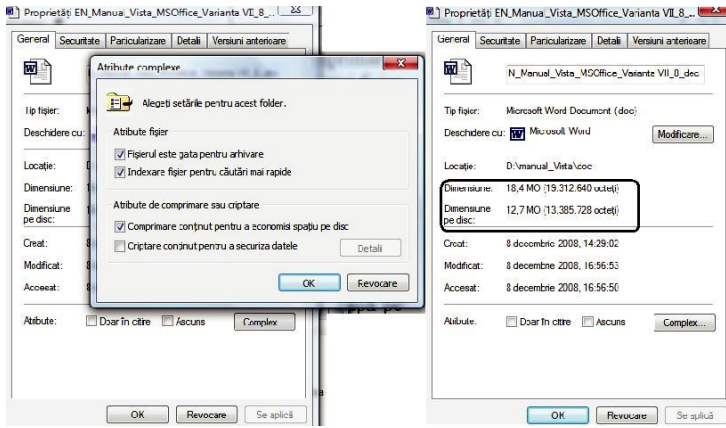 Proprietăți EN_Manual_Vista_MSOffice_Varianta VII_8_...
General Securitate Particularizare Detalii Versiuni anterioare
Tip fișier:
Deschidere cu:
Locație:
Dimensiune:
Dimensiune
pe disc:
Creat:
Modificat:
Accesat:
Atribute: Doar în citire Ascuns Complex...
OK Revocare Se aplică
Atribute complexe
Alegeți setările pentru acest folder.
Atribute fișier
Fișierul este gata pentru arhivare
Indexare fișier pentru căutări mai rapide
Atribute de comprimare sau criptare
Comprimare conținut pentru a economisi spațiu pe disc
Criptare conținut pentru a securiza datele Detalii
OK Revocare
Proprietăți EN_Manual_Vista_MSOffice_Varianta VII_8_...
General Securitate Particularizare Detalii Versiuni anterioare
N_Manual_Vista_MSOffice_Varianta VII_8_dec
Tip fișier: Microsoft Word Document (doc)
Deschidere cu: Microsoft Word Modificare...
Locație: D:\manual_Vista\doc
Dimensiune: 18,4 MO (19.312.640 octeți)
Dimensiune 12,7 MO (13.385.728 octeți)
pe disc:
Creat: 8 decembrie 2008, 14:29:02
Modificat: 8 decembrie 2008, 16:56:53
Accesat: 8 decembrie 2008, 16:56:50
Atribute: Doar în citire Ascuns Complex...
OK Revocare Se aplică